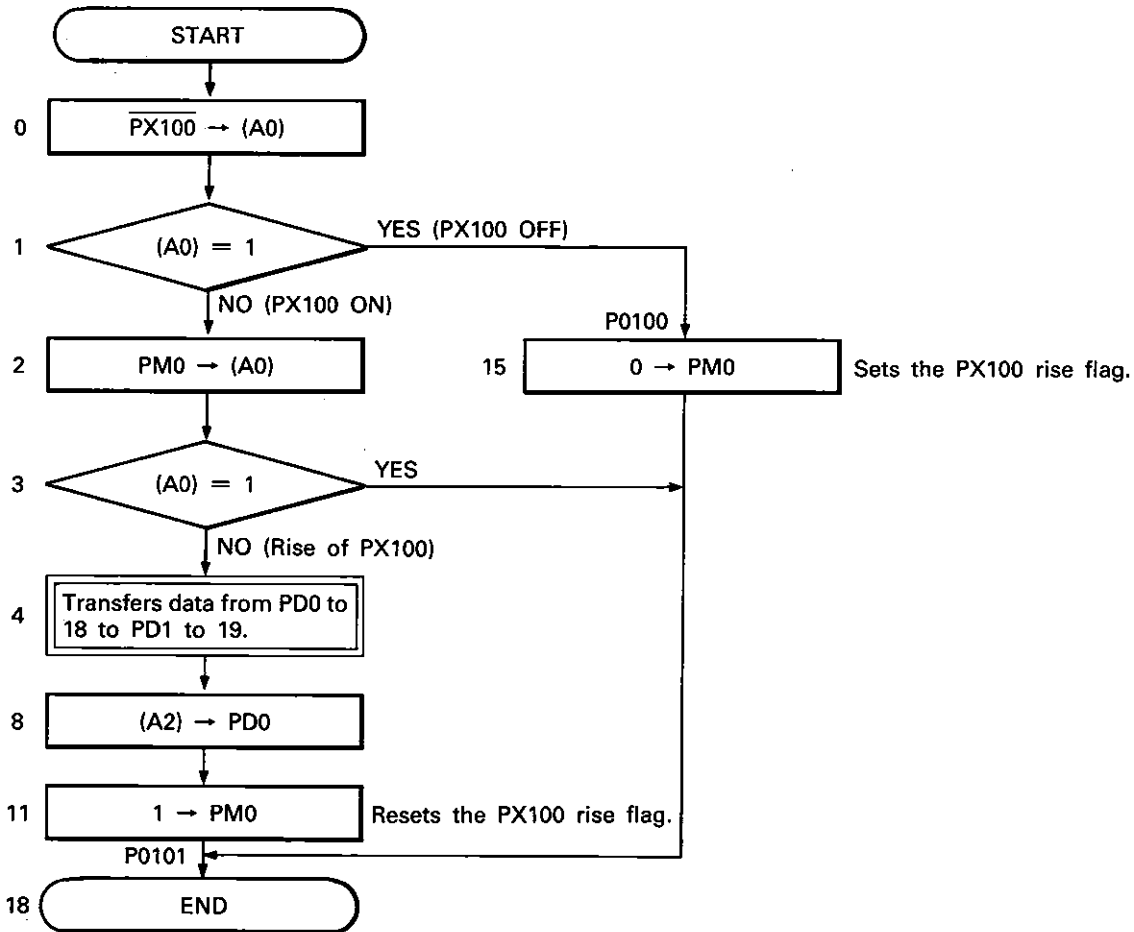 START
0
PX100 → (A0)
1
(A0) = 1
YES (PX100 OFF)
NO (PX100 ON)
P0100
2
PM0 → (A0)
15
0 → PM0
Sets the PX100 rise flag.
3
(A0) = 1
YES
NO (Rise of PX100)
4
Transfers data from PD0 to
18 to PD1 to 19.
8
(A2) → PD0
11
1 → PM0
Resets the PX100 rise flag.
P0101
18
END